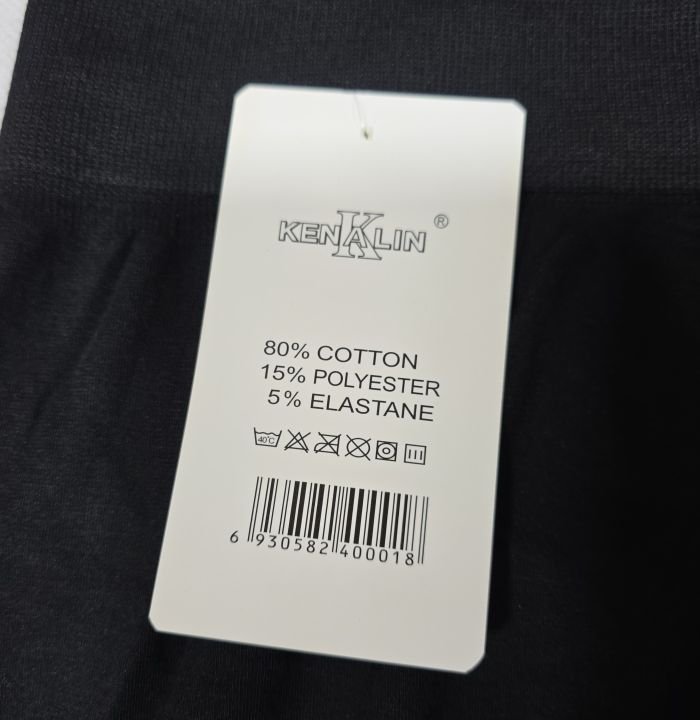 KENALIN ®
K
80% COTTON
15% POLYESTER
5% ELASTANE
40°C
6 930582 400018